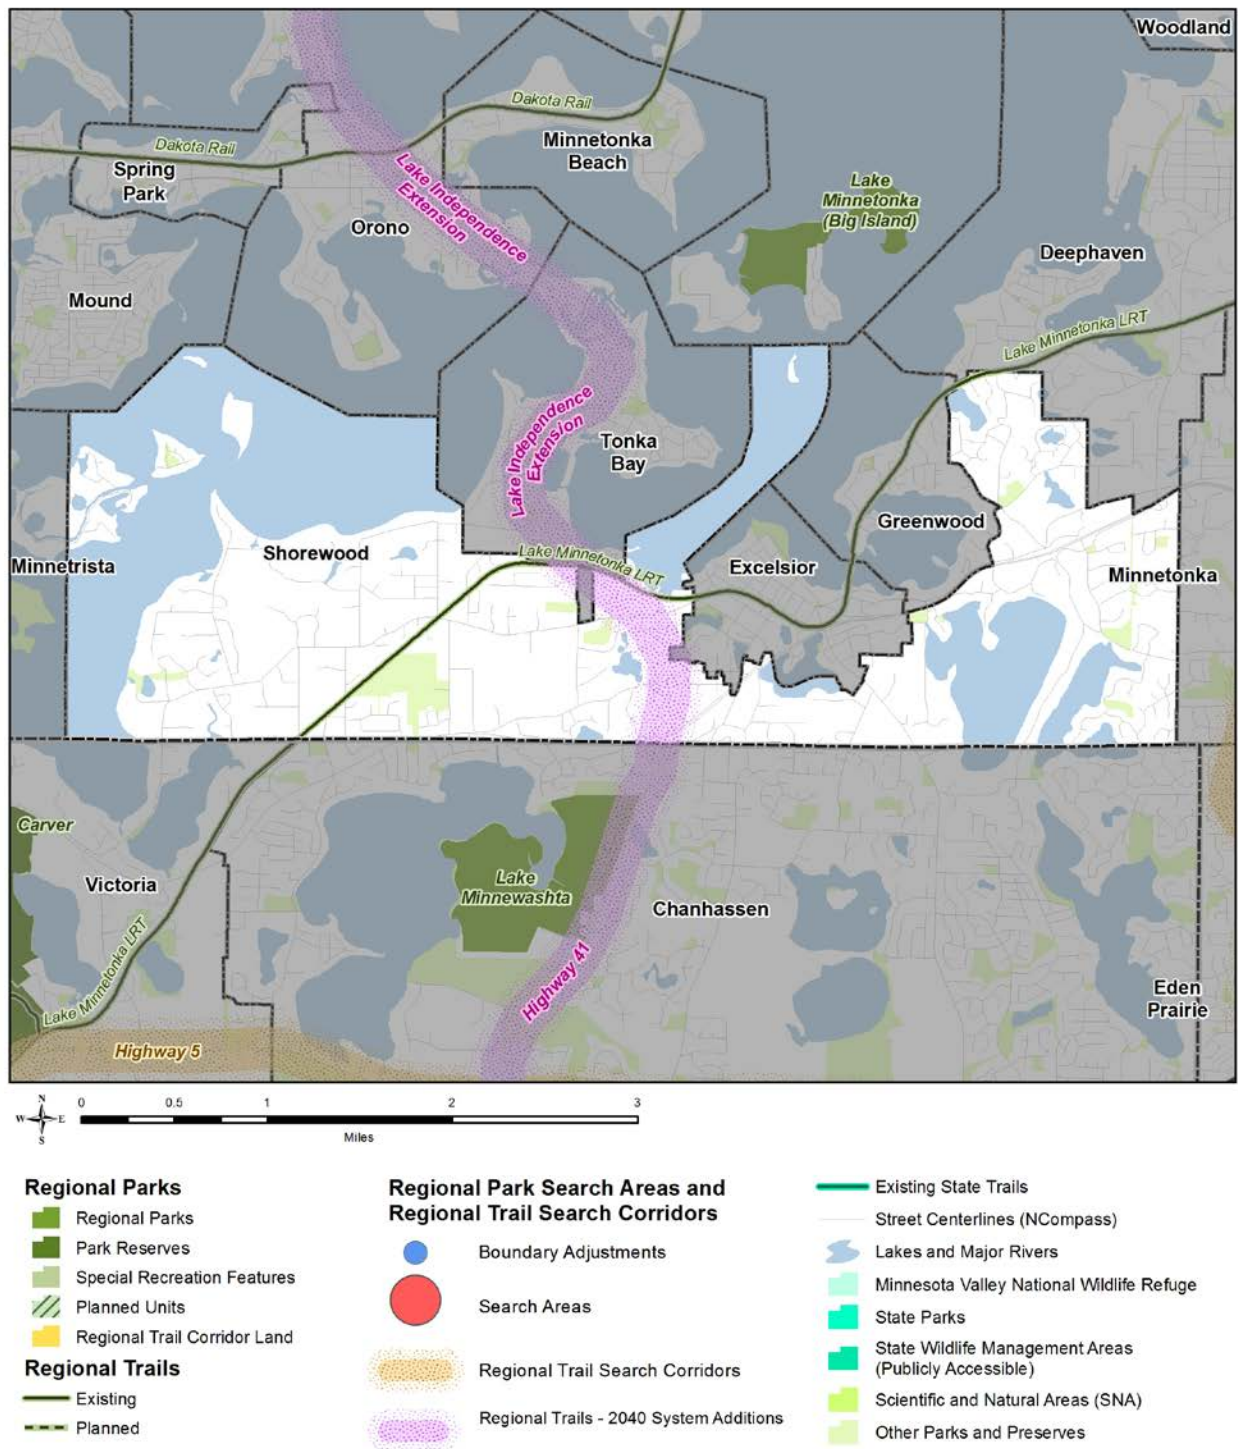 Woodland
Dakota Rail
Minnetonka
Beach
Dakota Rail
Spring
Park
Lake Independence
Extension
Lake
Minnetonka
(Big Island)
Orono
Deephaven
Mound
Lake Minnetonka LRT
Lake Independence
Extension
Tonka
Bay
Greenwood
Shorewood
Lake Minnetonka LRT
Excelsior
Minnetrista
Minnetonka
Carver
Victoria
Lake
Minnewashta
Chanhassen
Lake Minnetonka LRT
Highway 41
Eden
Prairie
Highway 5
N
W
E
S
0
0.5
1
2
3
Miles
Regional Parks
Regional Parks
Park Reserves
Special Recreation Features
Planned Units
Regional Trail Corridor Land
Regional Trails
Existing
Planned
Regional Park Search Areas and
Regional Trail Search Corridors
Boundary Adjustments
Search Areas
Regional Trail Search Corridors
Regional Trails - 2040 System Additions
Existing State Trails
Street Centerlines (NCompass)
Lakes and Major Rivers
Minnesota Valley National Wildlife Refuge
State Parks
State Wildlife Management Areas
(Publicly Accessible)
Scientific and Natural Areas (SNA)
Other Parks and Preserves